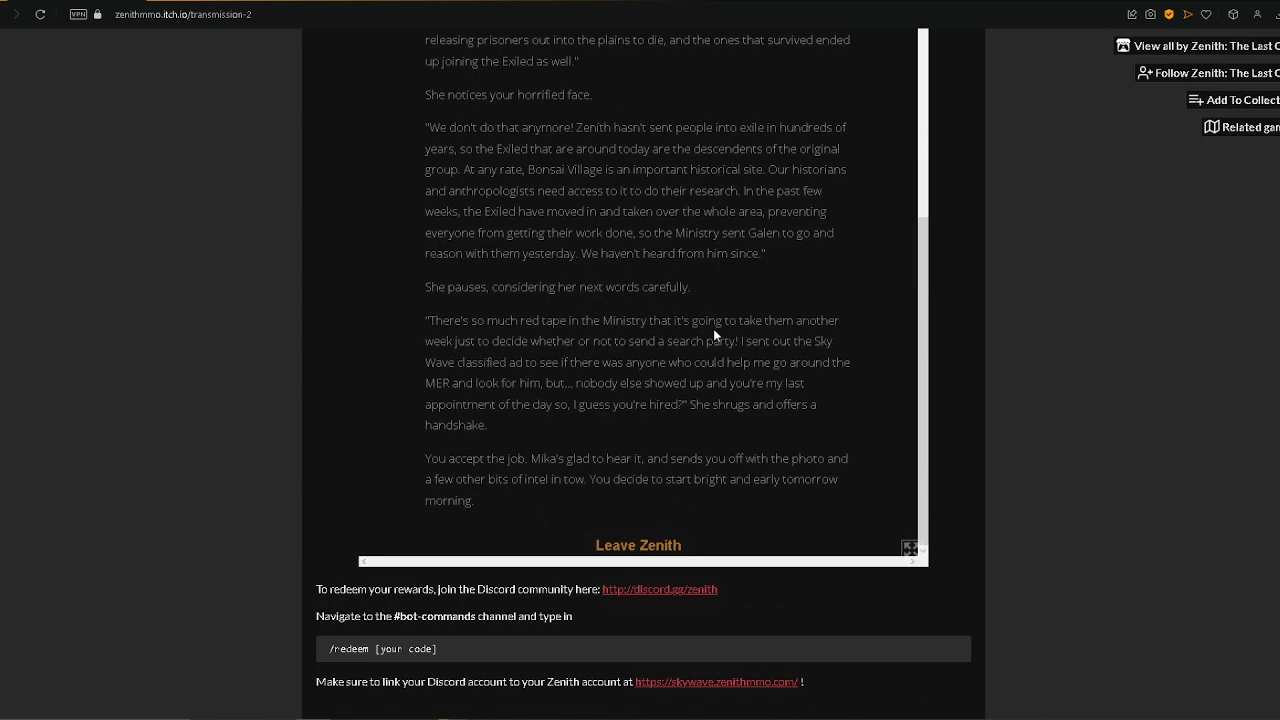 VPN zenithmmo.itch.io/transmission-2
View all by Zenith: The Last C
Follow Zenith: The Last C
Add To Collect
Related gam
releasing prisoners out into the plains to die, and the ones that survived ended
up joining the Exiled as well."
She notices your horrified face.
"We don't do that anymore! Zenith hasn't sent people into exile in hundreds of
years, so the Exiled that are around today are the descendents of the original
group. At any rate, Bonsai Village is an important historical site. Our historians
and anthropologists need access to it to do their research. In the past few
weeks, the Exiled have moved in and taken over the whole area, preventing
everyone from getting their work done, so the Ministry sent Galen to go and
reason with them yesterday. We haven't heard from him since."
She pauses, considering her next words carefully.
"There's so much red tape in the Ministry that it's going to take them another
week just to decide whether or not to send a search party! I sent out the Sky
Wave classified ad to see if there was anyone who could help me go around the
MER and look for him, but... nobody else showed up and you're my last
appointment of the day so, I guess you're hired?" She shrugs and offers a
handshake.
You accept the job. Mika's glad to hear it, and sends you off with the photo and
a few other bits of intel in tow. You decide to start bright and early tomorrow
morning.
Leave Zenith
To redeem your rewards, join the Discord community here: http://discord.gg/zenith
Navigate to the #bot-commands channel and type in
/redeem [your code]
Make sure to link your Discord account to your Zenith account at https://skywave.zenithmmo.com/ !